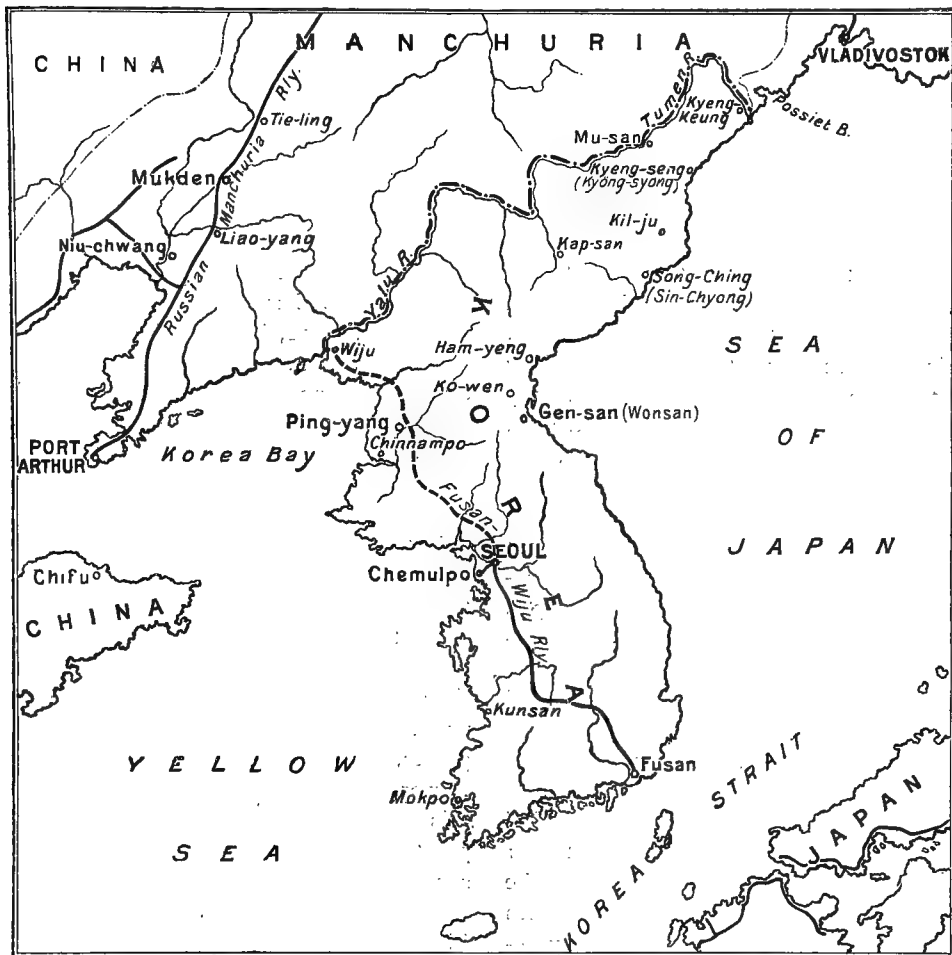 MANCHURIA
CHINA
VLADIVOSTOK
Tie-ling
Tumen R.
Kyeng-
Keung
Possiet B.
Mu-san
Mukden
Kyeng-seng
(Kyöng-syong)
Russian Manchuria Rly.
Liao-yang
Niu-chwang
Kil-ju
Kap-san
Song-Ching
(Sin-Chyong)
Yalu R.
KOREA
Wiju
Ham-yeng
Ko-wen
Gen-san (Wonsan)
SEA
OF
JAPAN
Ping-yang
Chinnampo
PORT
ARTHUR
Korea Bay
Fusan-
Wiju Rly.
SEOUL
Chemulpo
Chifu
CHINA
Kunsan
Fusan
YELLOW
SEA
Mokpo
KOREA STRAIT
JAPAN